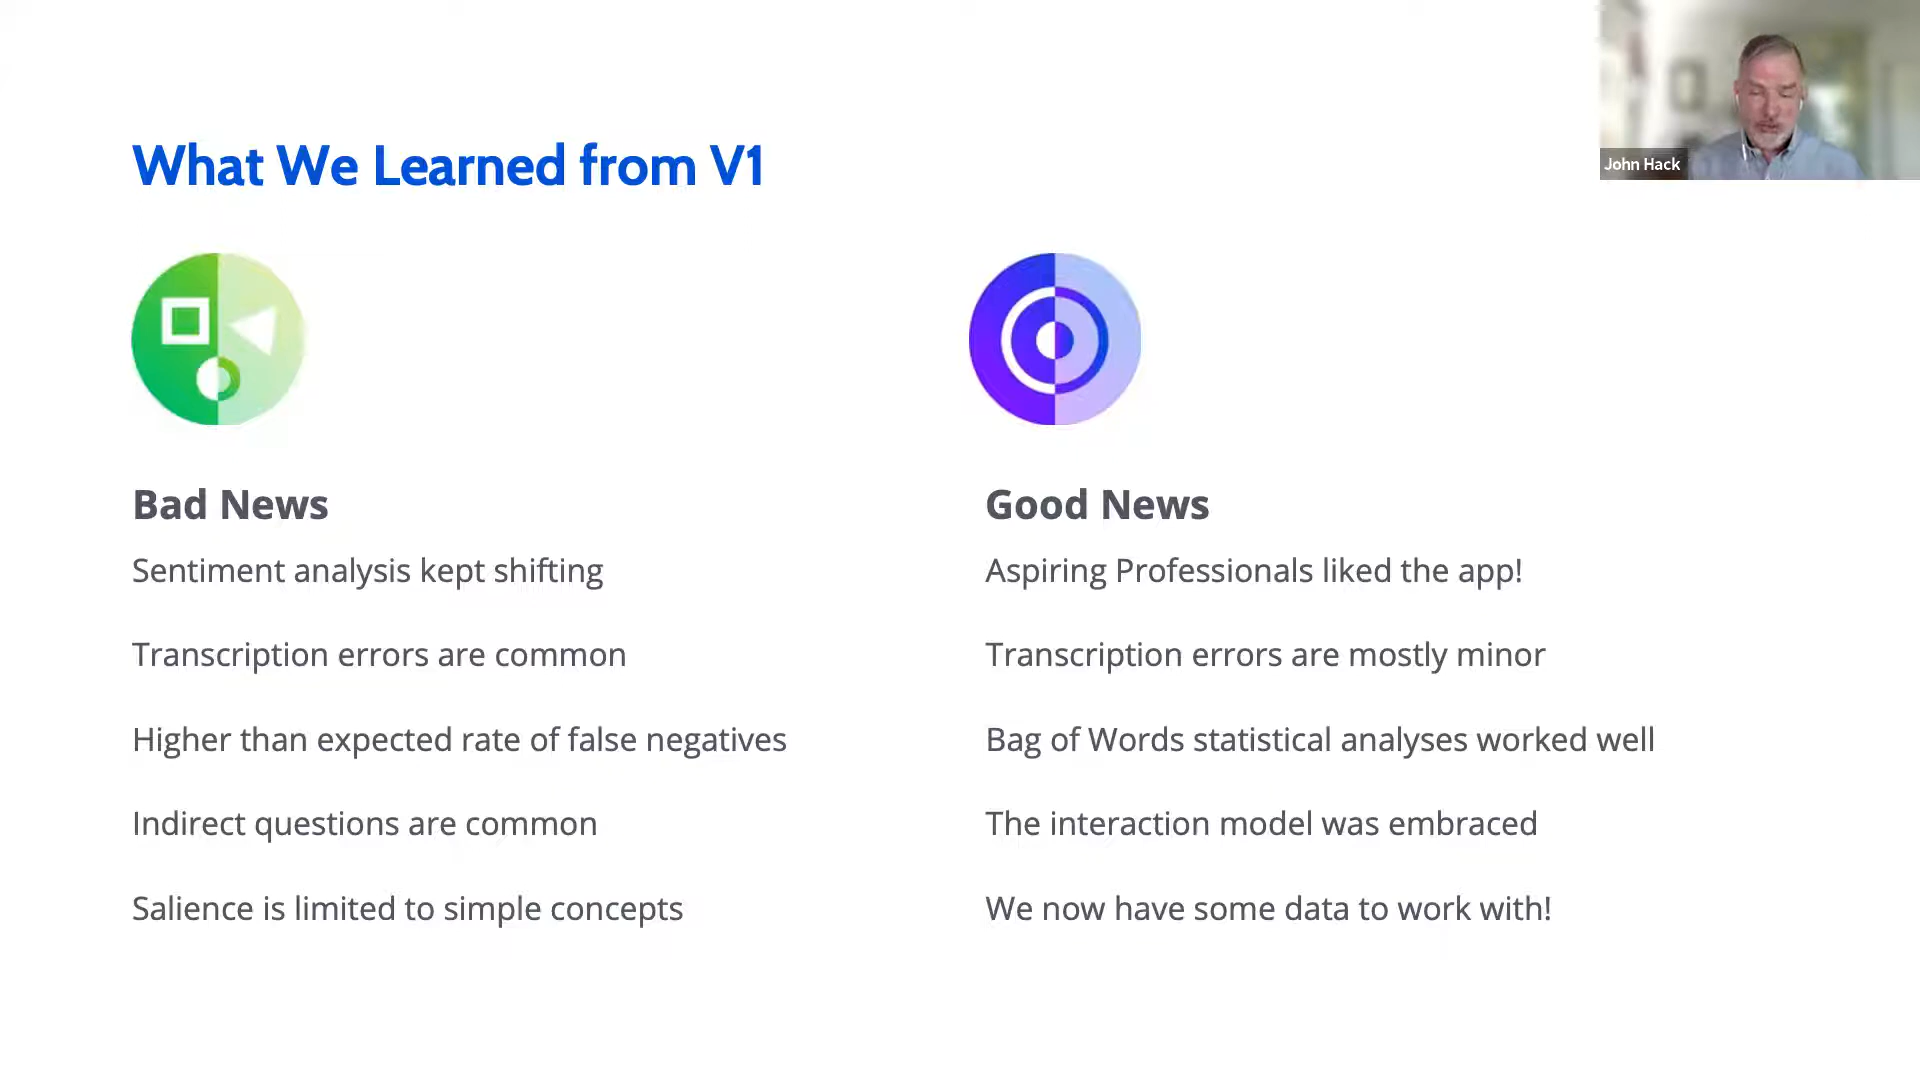 What We Learned from V1
John Hack
Bad News
Sentiment analysis kept shifting
Transcription errors are common
Higher than expected rate of false negatives
Indirect questions are common
Salience is limited to simple concepts
Good News
Aspiring Professionals liked the app!
Transcription errors are mostly minor
Bag of Words statistical analyses worked well
The interaction model was embraced
We now have some data to work with!